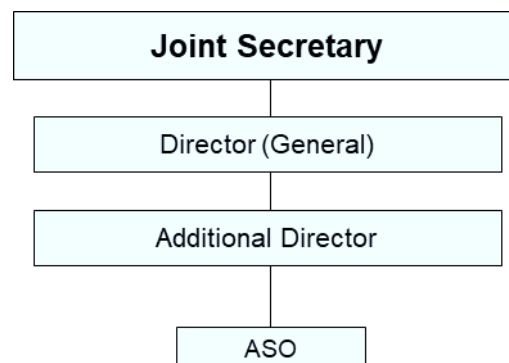 Joint Secretary
Director (General)
Additional Director
ASO